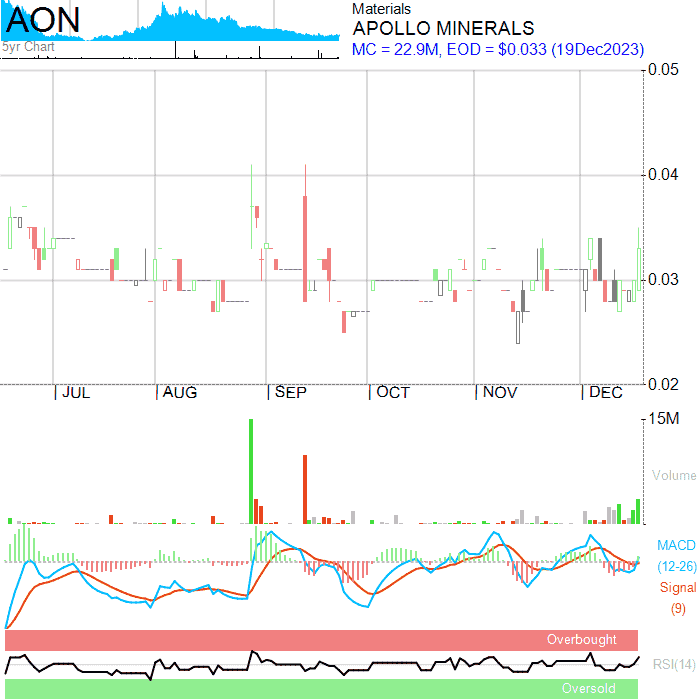 AON
5yr Chart
Materials
APOLLO MINERALS
MC = 22.9M, EOD = $0.033 (19Dec2023)
0.05
0.04
0.03
0.02
JUL AUG SEP OCT NOV DEC
15M
Volume
MACD
(12-26)
Signal
(9)
Overbought
RSI(14)
Oversold